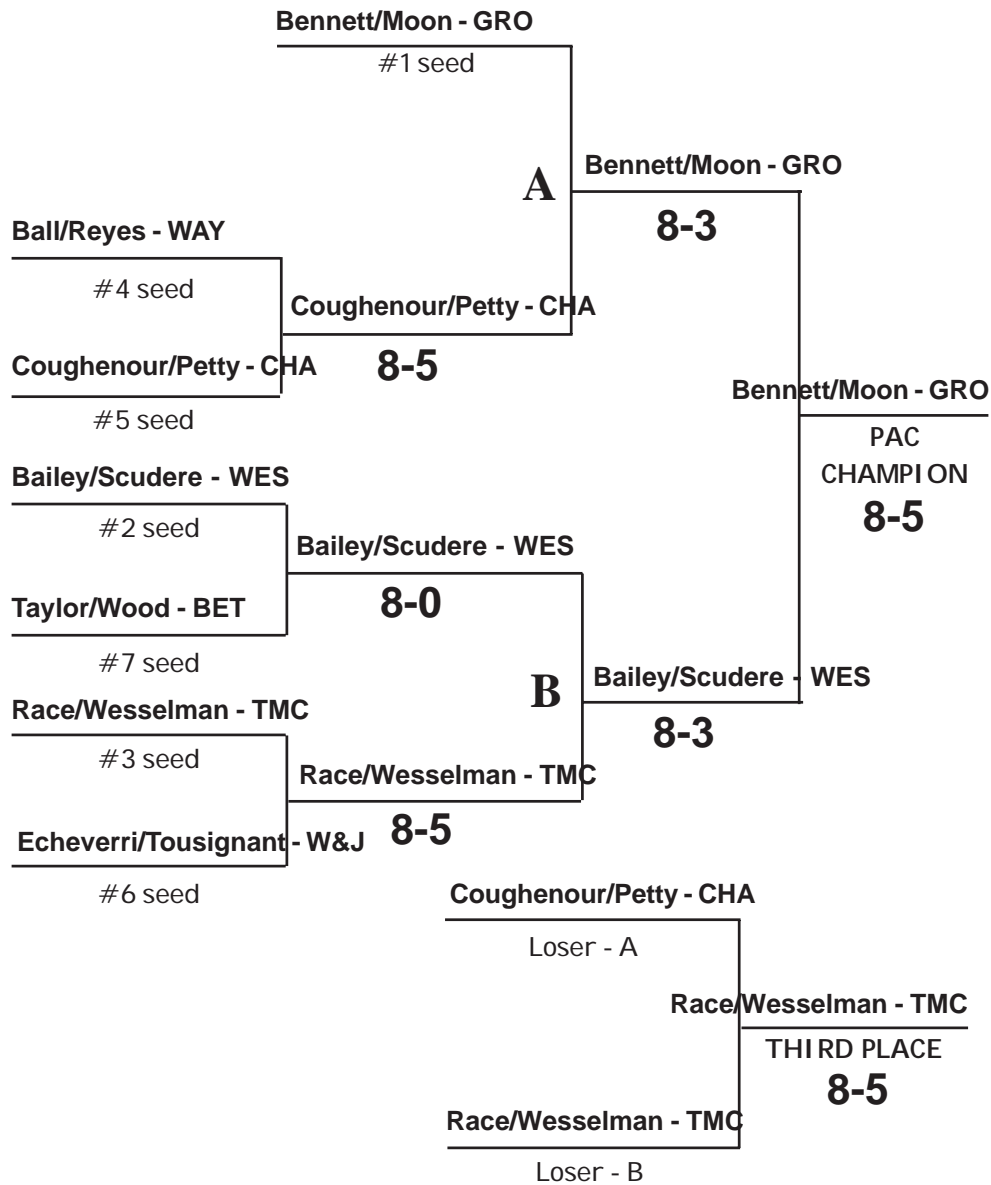 Bennett/Moon - GRO
#1 seed
A
Bennett/Moon - GRO
8-3
Ball/Reyes - WAY
#4 seed
Coughenour/Petty - CHA
8-5
Coughenour/Petty - CHA
#5 seed
Bennett/Moon - GRO
PAC
CHAMPION
8-5
Bailey/Scudere - WES
#2 seed
Bailey/Scudere - WES
8-0
Taylor/Wood - BET
#7 seed
B
Bailey/Scudere - WES
8-3
Race/Wesselman - TMC
#3 seed
Race/Wesselman - TMC
8-5
Echeverri/Tousignant - W&J
#6 seed
Coughenour/Petty - CHA
Loser - A
Race/Wesselman - TMC
THIRD PLACE
8-5
Race/Wesselman - TMC
Loser - B